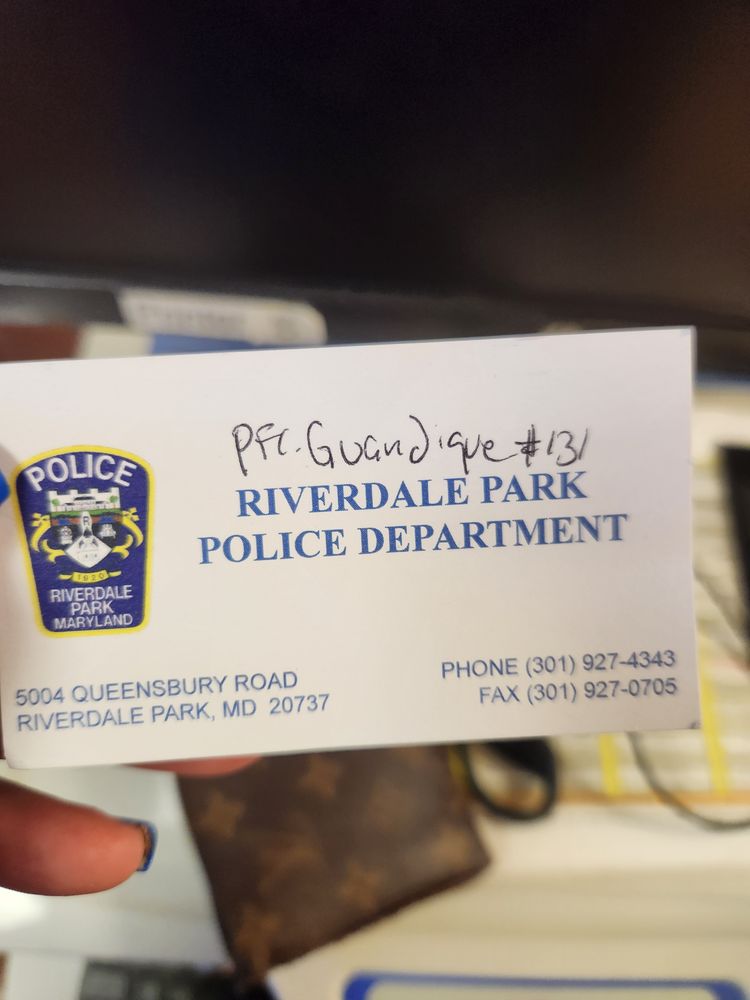 Pfc. Guandique #131
RIVERDALE PARK
POLICE DEPARTMENT
POLICE
1920
RIVERDALE
PARK
MARYLAND
5004 QUEENSBURY ROAD
RIVERDALE PARK, MD 20737
PHONE (301) 927-4343
FAX (301) 927-0705